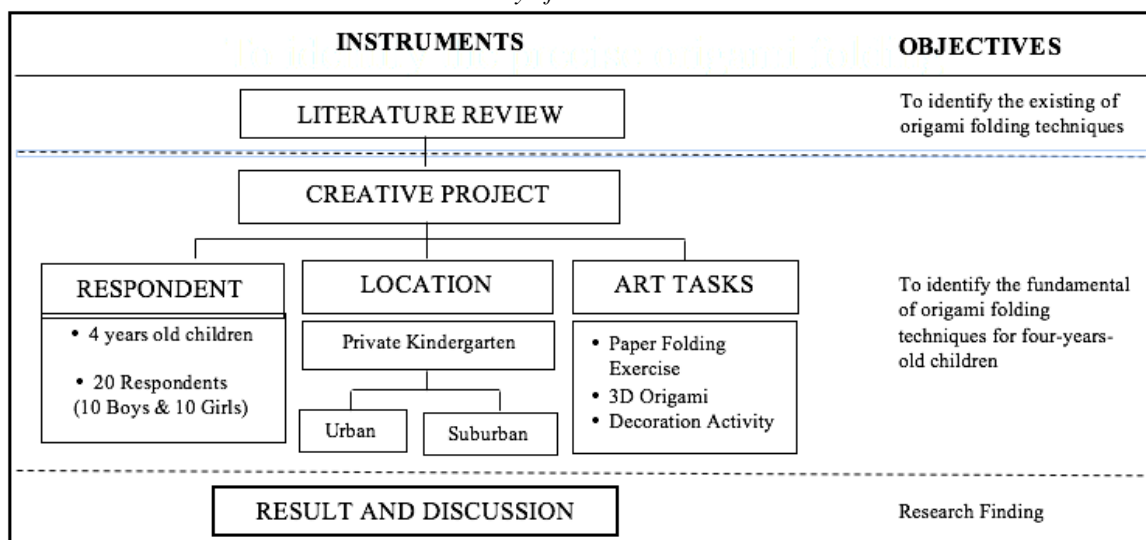 INSTRUMENTS
OBJECTIVES
LITERATURE REVIEW
To identify the existing of
origami folding techniques
CREATIVE PROJECT
RESPONDENT
• 4 years old children
• 20 Respondents
(10 Boys & 10 Girls)
LOCATION
Private Kindergarten
Urban
Suburban
ART TASKS
• Paper Folding
Exercise
• 3D Origami
• Decoration Activity
To identify the fundamental
of origami folding
techniques for four-years-
old children
RESULT AND DISCUSSION
Research Finding